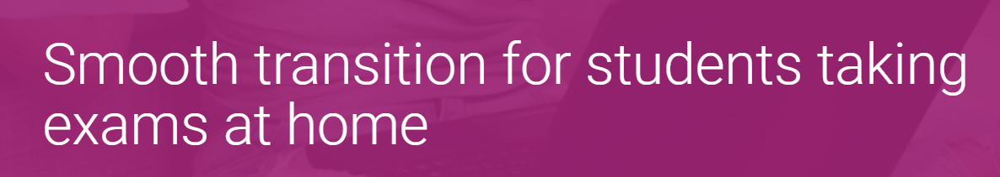 Smooth transition for students taking
exams at home